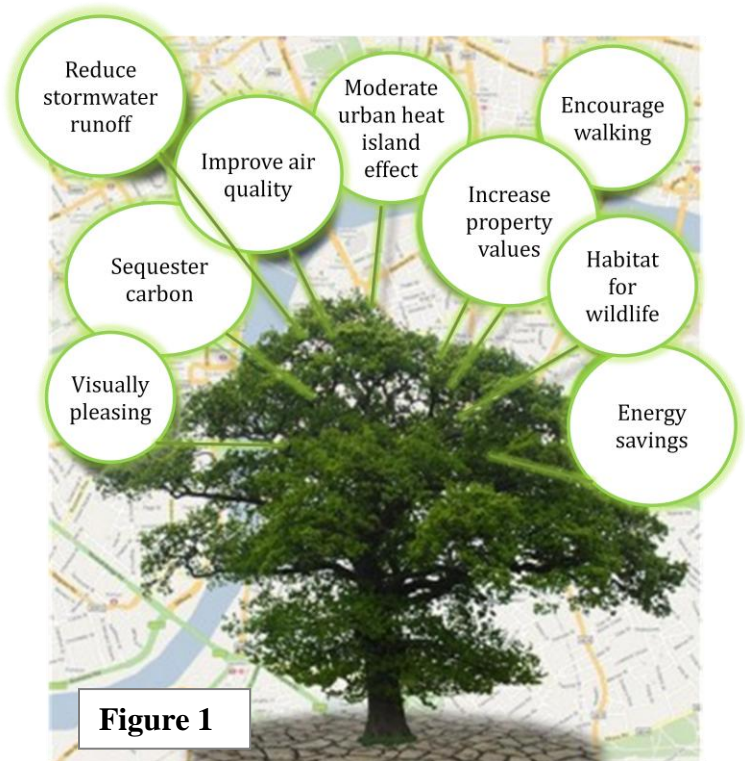 Reduce
stormwater
runoff
Improve air
quality
Moderate
urban heat
island
effect
Encourage
walking
Increase
property
values
Sequester
carbon
Habitat
for
wildlife
Visually
pleasing
Energy
savings
Figure 1